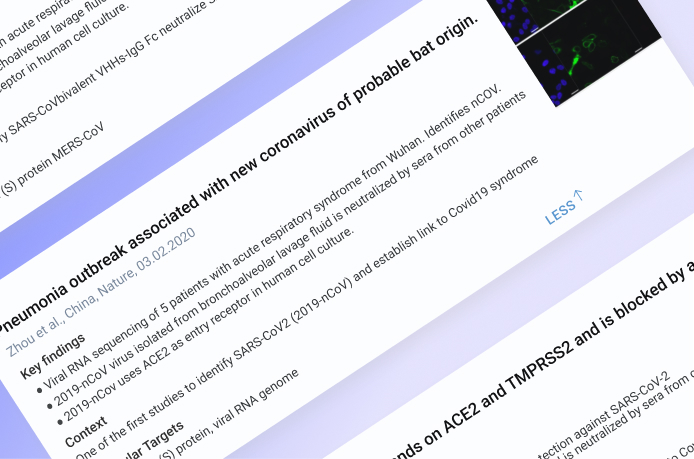 with acute respira
choalveolar lavage fluid
ceptor in human cell culture.
ly SARS-CoVbivalent VHHs-IgG Fc neutralize S
(S) protein MERS-CoV
Pneumonia outbreak associated with new coronavirus of probable bat origin.
Zhou et al., China, Nature, 03.02.2020
Key findings
• Viral RNA sequencing of 5 patients with acute respiratory syndrome from Wuhan. Identifies nCOV.
• 2019-nCoV virus isolated from bronchoalveolar lavage fluid is neutralized by sera from other patients
• 2019-nCov uses ACE2 as entry receptor in human cell culture.
Context
One of the first studies to identify SARS-CoV2 (2019-nCoV) and establish link to Covid19 syndrome
lar Targets
(S) protein, viral RNA genome
LESS ↑
nds on ACE2 and TMPRSS2 and is blocked by a
tection against SARS-CoV-2
l is neutralized by sera from